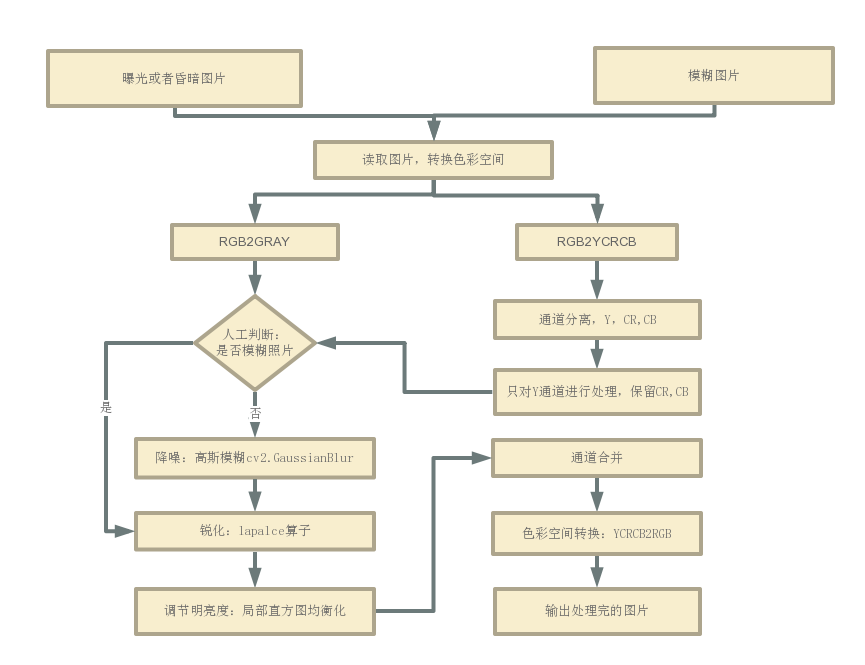 曝光或者昏暗图片
模糊图片
读取图片，转换色彩空间
RGB2GRAY
RGB2YCRCB
人工判断：
是否模糊照片
通道分离，Y，CR,CB
只对Y通道进行处理，保留CR,CB
是
否
降噪：高斯模糊cv2.GaussianBlur
通道合并
锐化：lapalce算子
色彩空间转换：YCRCB2RGB
调节明亮度：局部直方图均衡化
输出处理完的图片